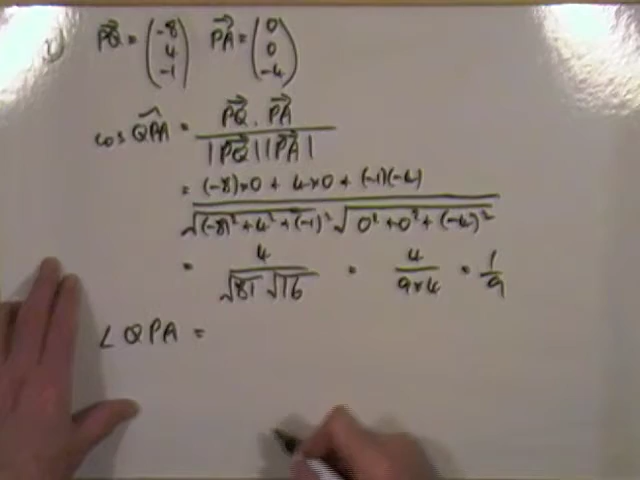 1) PQ⃗ = (-8 4 -1) PA⃗ = (0 0 -4)
cos QPA = PQ⃗ . PA⃗ / |PQ⃗| |PA⃗|
= (-8)×0 + 4×0 + (-1)(-4) / √((-8)² + 4² + (-1)²) √(0² + 0² + (-4)²)
= 4 / √81 √16 = 4 / 9×4 = 1/9
∠QPA =